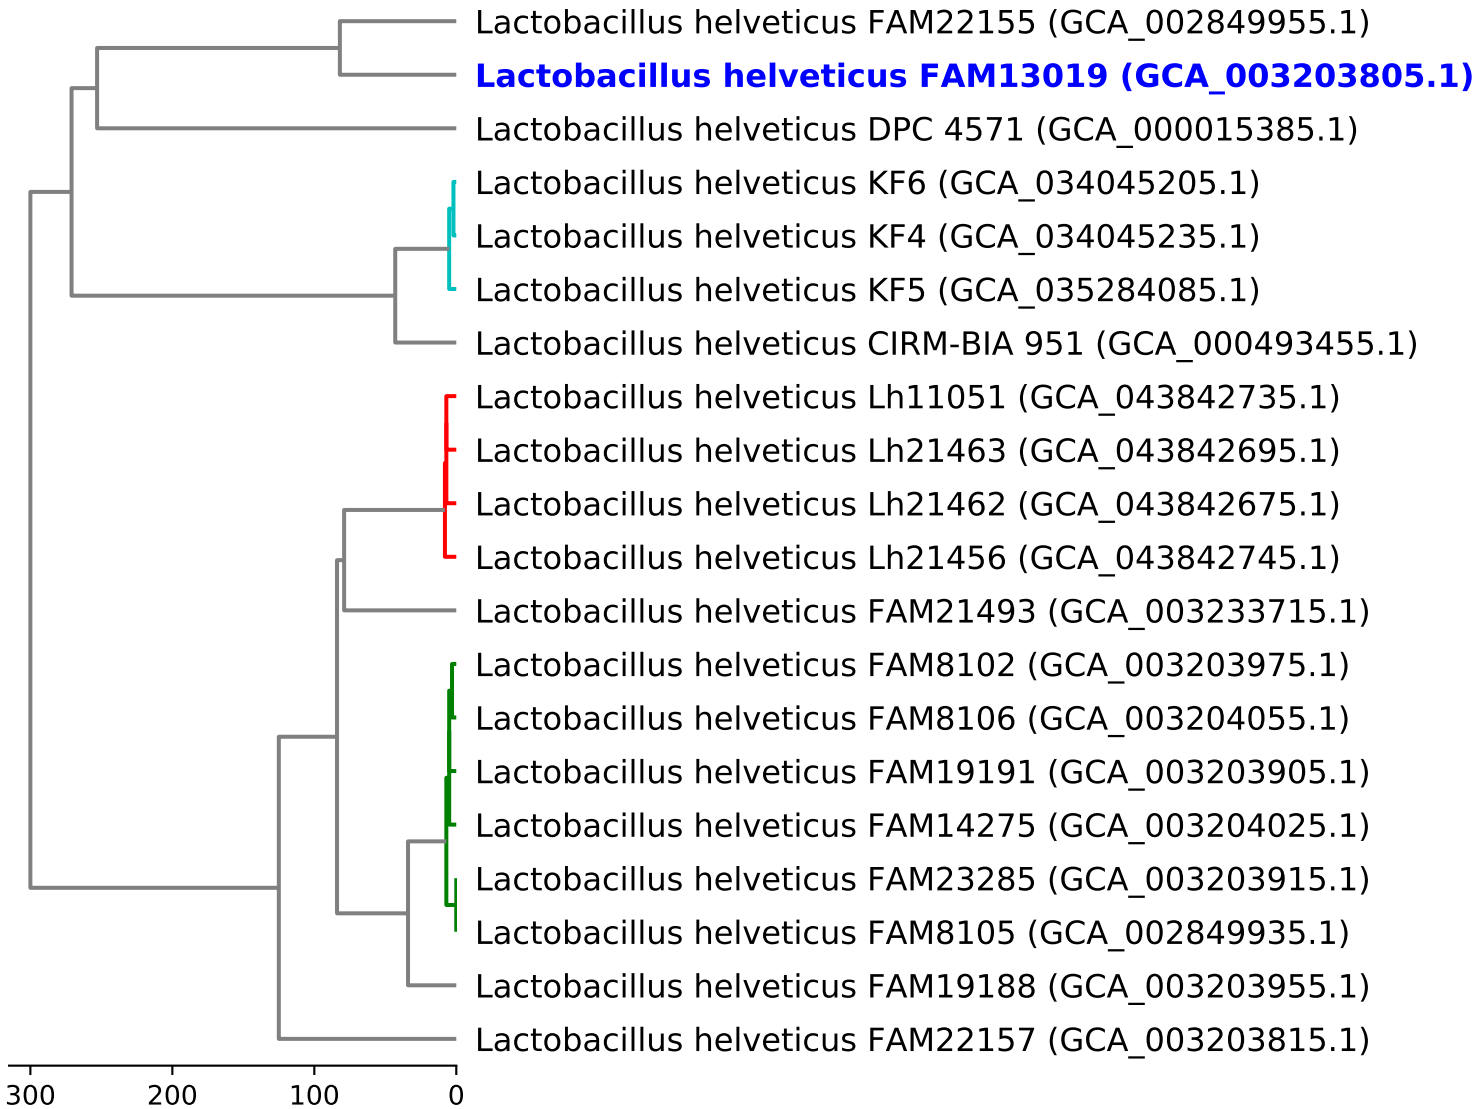 Lactobacillus helveticus FAM22155 (GCA_002849955.1)
Lactobacillus helveticus FAM13019 (GCA_003203805.1)
Lactobacillus helveticus DPC 4571 (GCA_000015385.1)
Lactobacillus helveticus KF6 (GCA_034045205.1)
Lactobacillus helveticus KF4 (GCA_034045235.1)
Lactobacillus helveticus KF5 (GCA_035284085.1)
Lactobacillus helveticus CIRM-BIA 951 (GCA_000493455.1)
Lactobacillus helveticus Lh11051 (GCA_043842735.1)
Lactobacillus helveticus Lh21463 (GCA_043842695.1)
Lactobacillus helveticus Lh21462 (GCA_043842675.1)
Lactobacillus helveticus Lh21456 (GCA_043842745.1)
Lactobacillus helveticus FAM21493 (GCA_003233715.1)
Lactobacillus helveticus FAM8102 (GCA_003203975.1)
Lactobacillus helveticus FAM8106 (GCA_003204055.1)
Lactobacillus helveticus FAM19191 (GCA_003203905.1)
Lactobacillus helveticus FAM14275 (GCA_003204025.1)
Lactobacillus helveticus FAM23285 (GCA_003203915.1)
Lactobacillus helveticus FAM8105 (GCA_002849935.1)
Lactobacillus helveticus FAM19188 (GCA_003203955.1)
Lactobacillus helveticus FAM22157 (GCA_003203815.1)
300 200 100 0